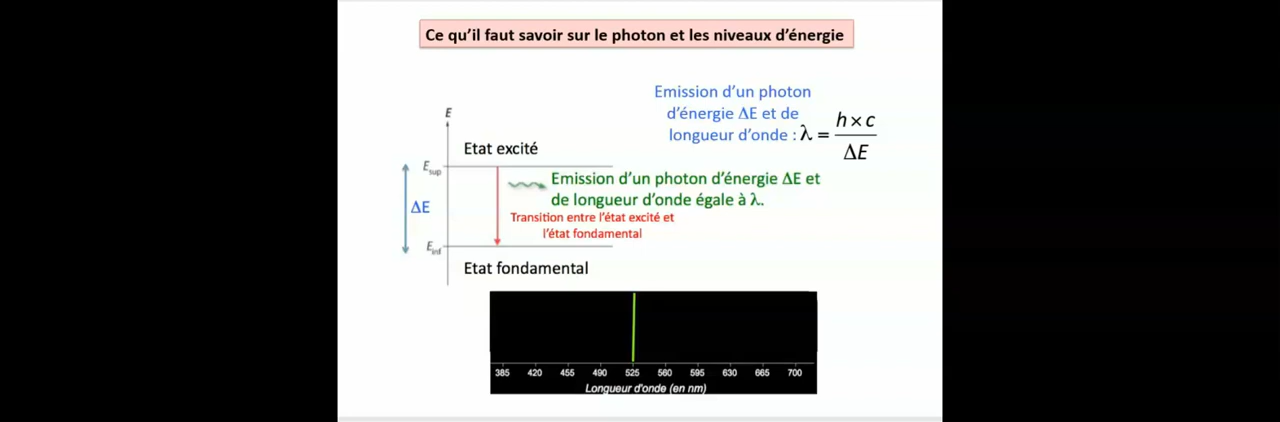 Ce qu'il faut savoir sur le photon et les niveaux d'énergie
Emission d'un photon
d'énergie ΔE et de
longueur d'onde : λ = h × c / ΔE
E
Etat excité
E sup
Emission d'un photon d'énergie ΔE et
de longueur d'onde égale à λ.
ΔE
Transition entre l'état excité et
l'état fondamental
E inf
Etat fondamental
385 420 455 490 525 560 595 630 665 700
Longueur d'onde (en nm)